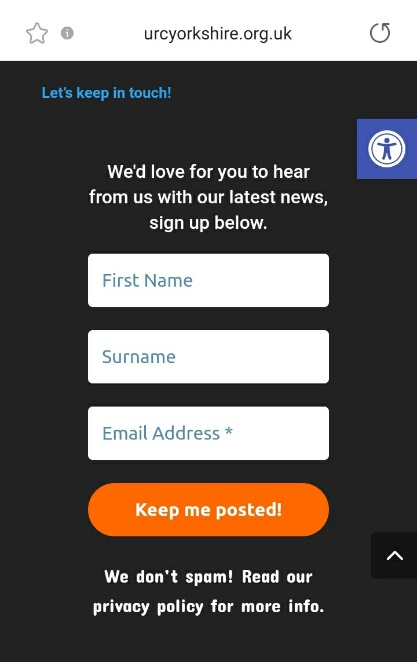 urcyorkshire.org.uk
Let's keep in touch!
We'd love for you to hear
from us with our latest news,
sign up below.
First Name
Surname
Email Address *
Keep me posted!
We don't spam! Read our
privacy policy for more info.